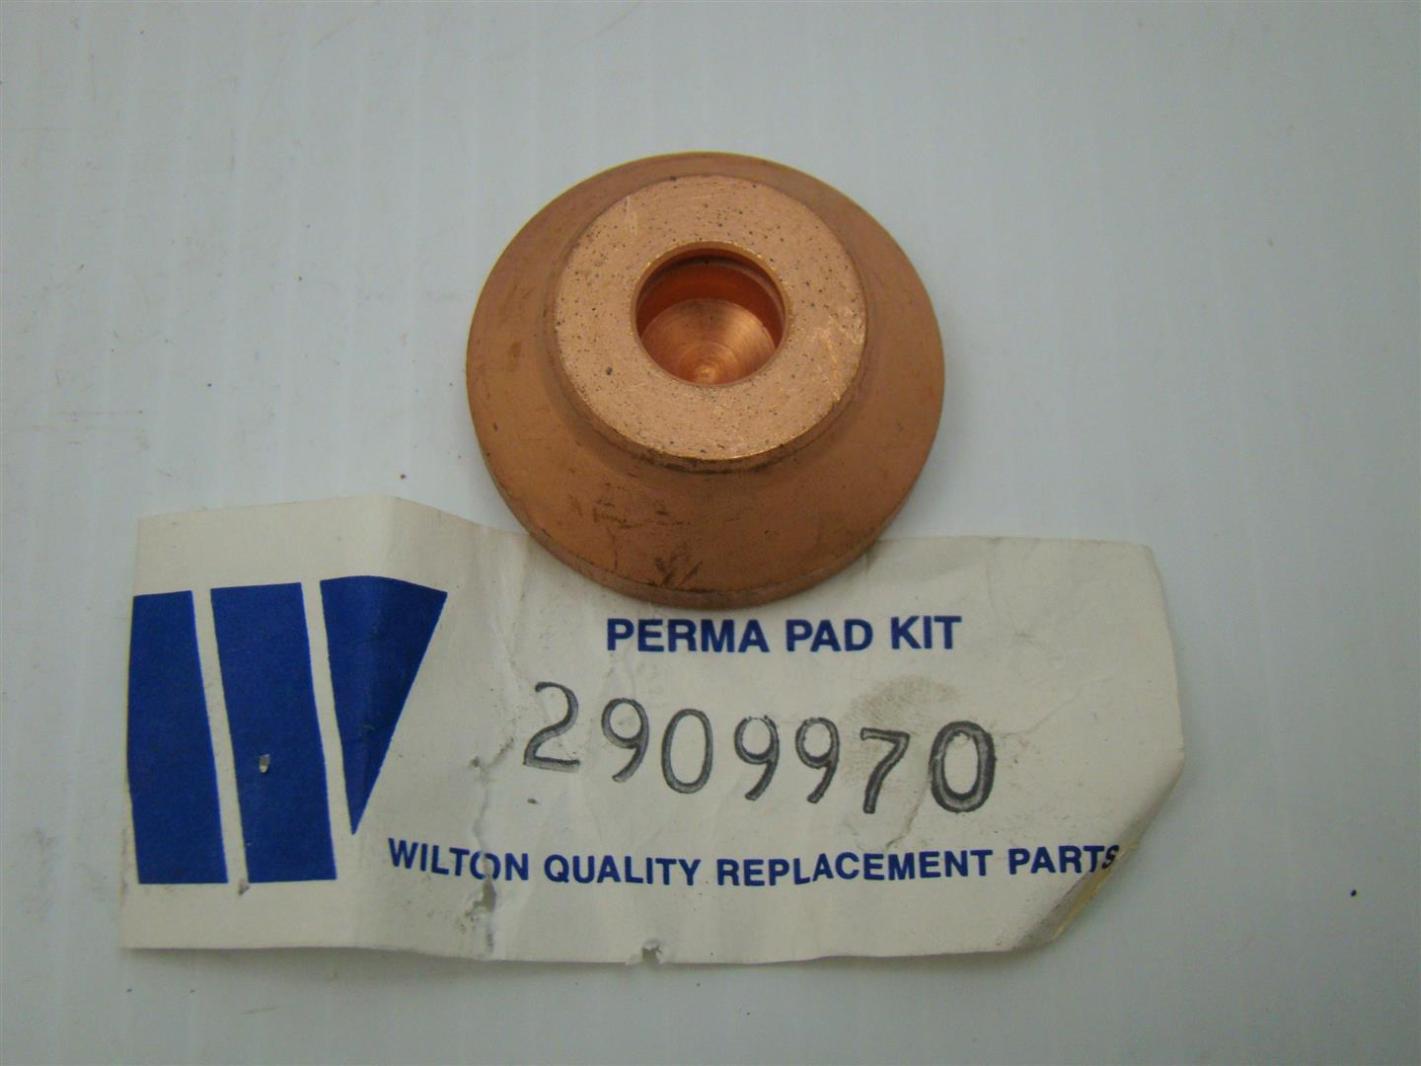 PERMA PAD KIT
2909970
WILTON QUALITY REPLACEMENT PARTS